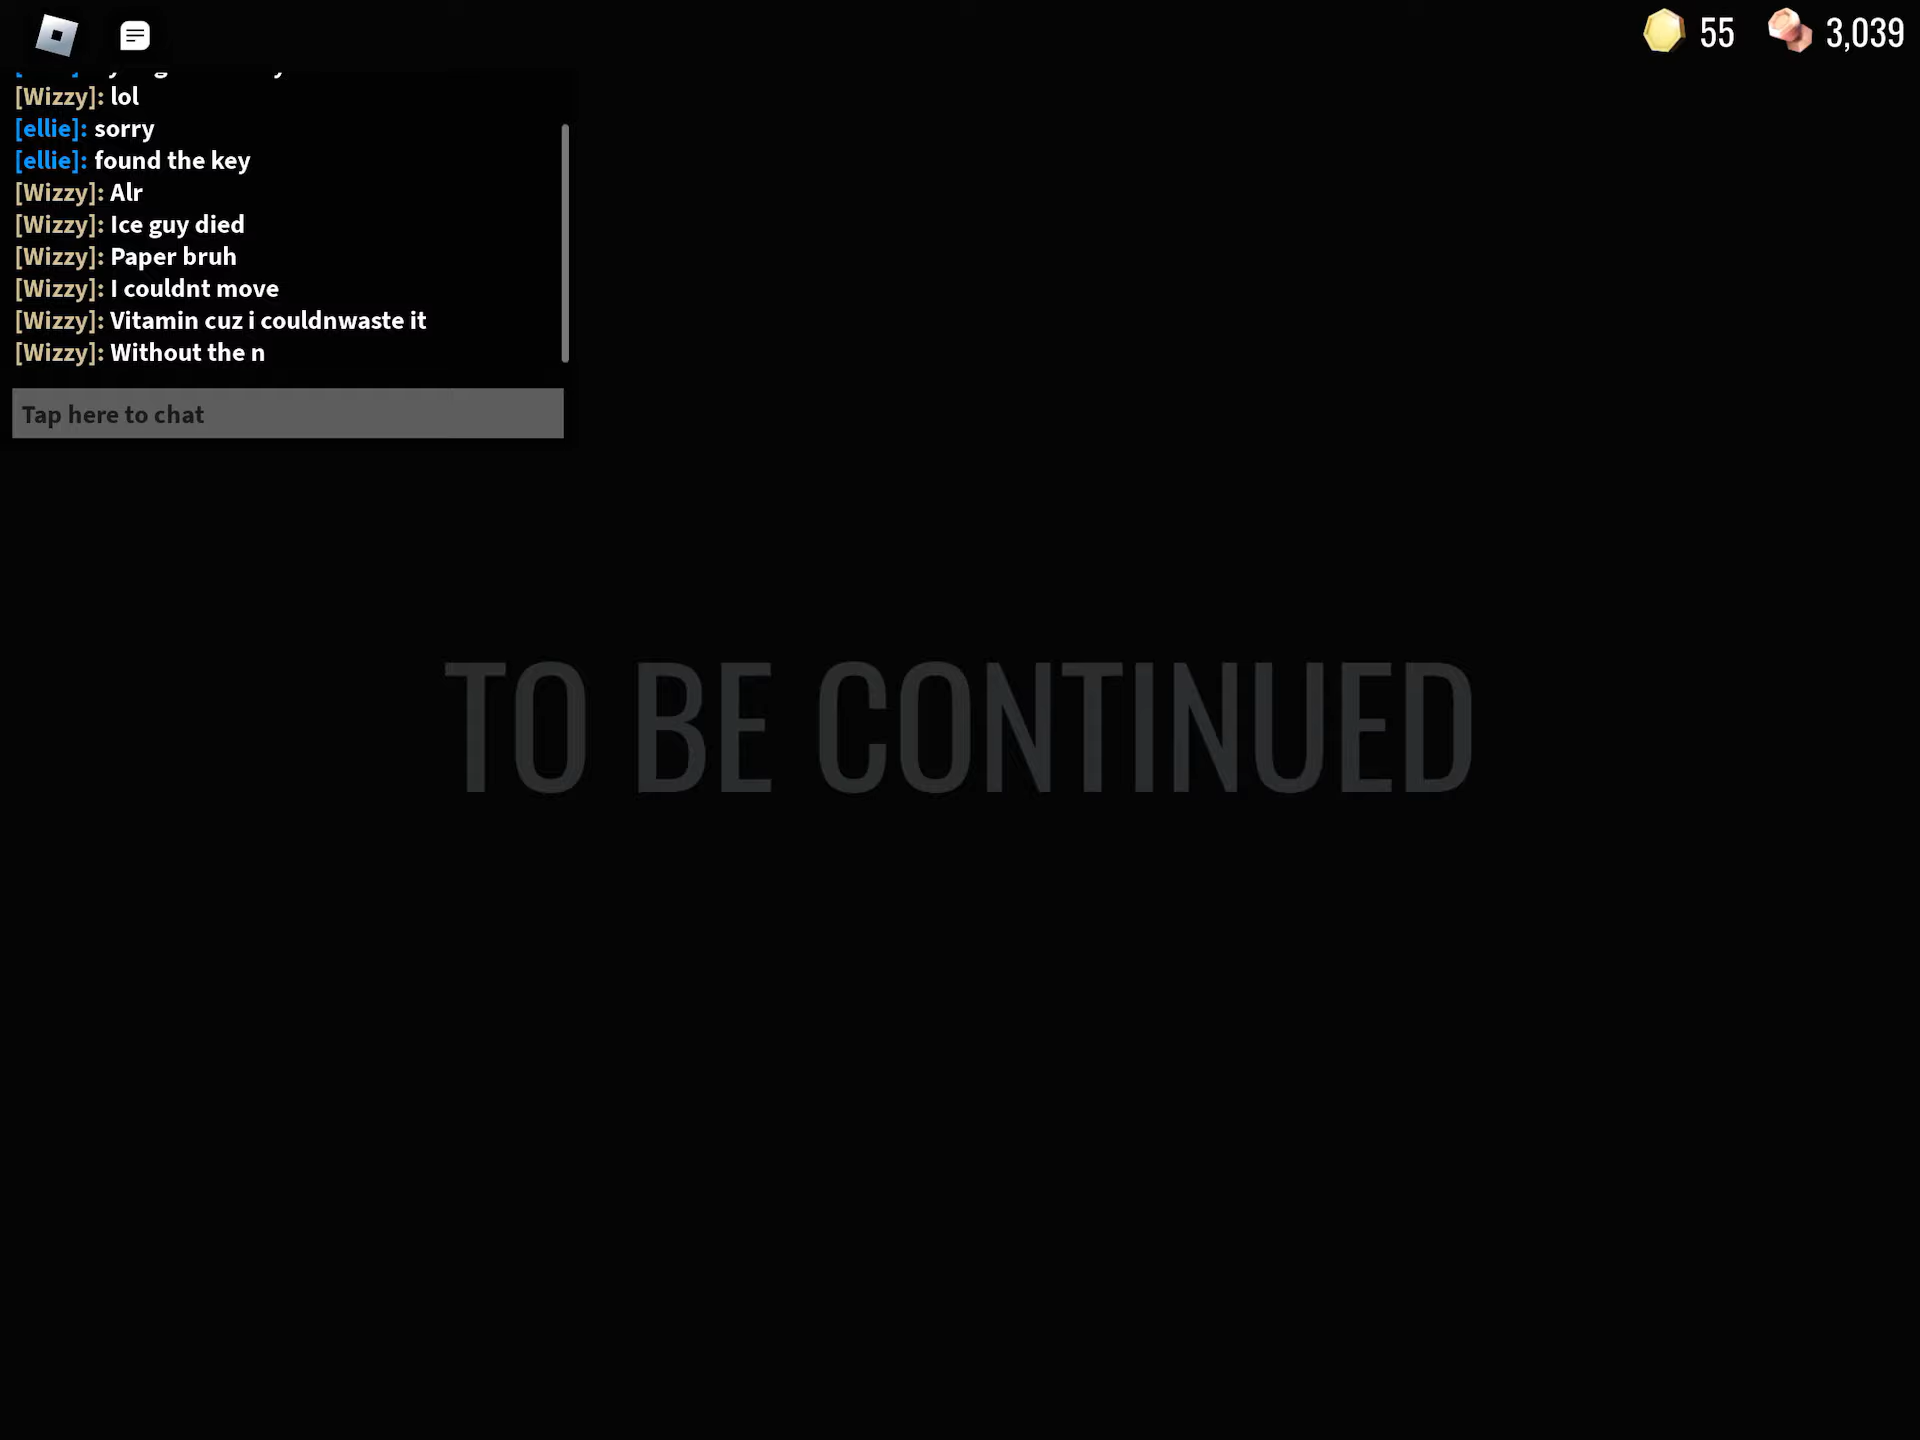 55 3,039
[Wizzy]: lol
[ellie]: sorry
[ellie]: found the key
[Wizzy]: Alr
[Wizzy]: Ice guy died
[Wizzy]: Paper bruh
[Wizzy]: I couldnt move
[Wizzy]: Vitamin cuz i couldnwaste it
[Wizzy]: Without the n
Tap here to chat
TO BE CONTINUED